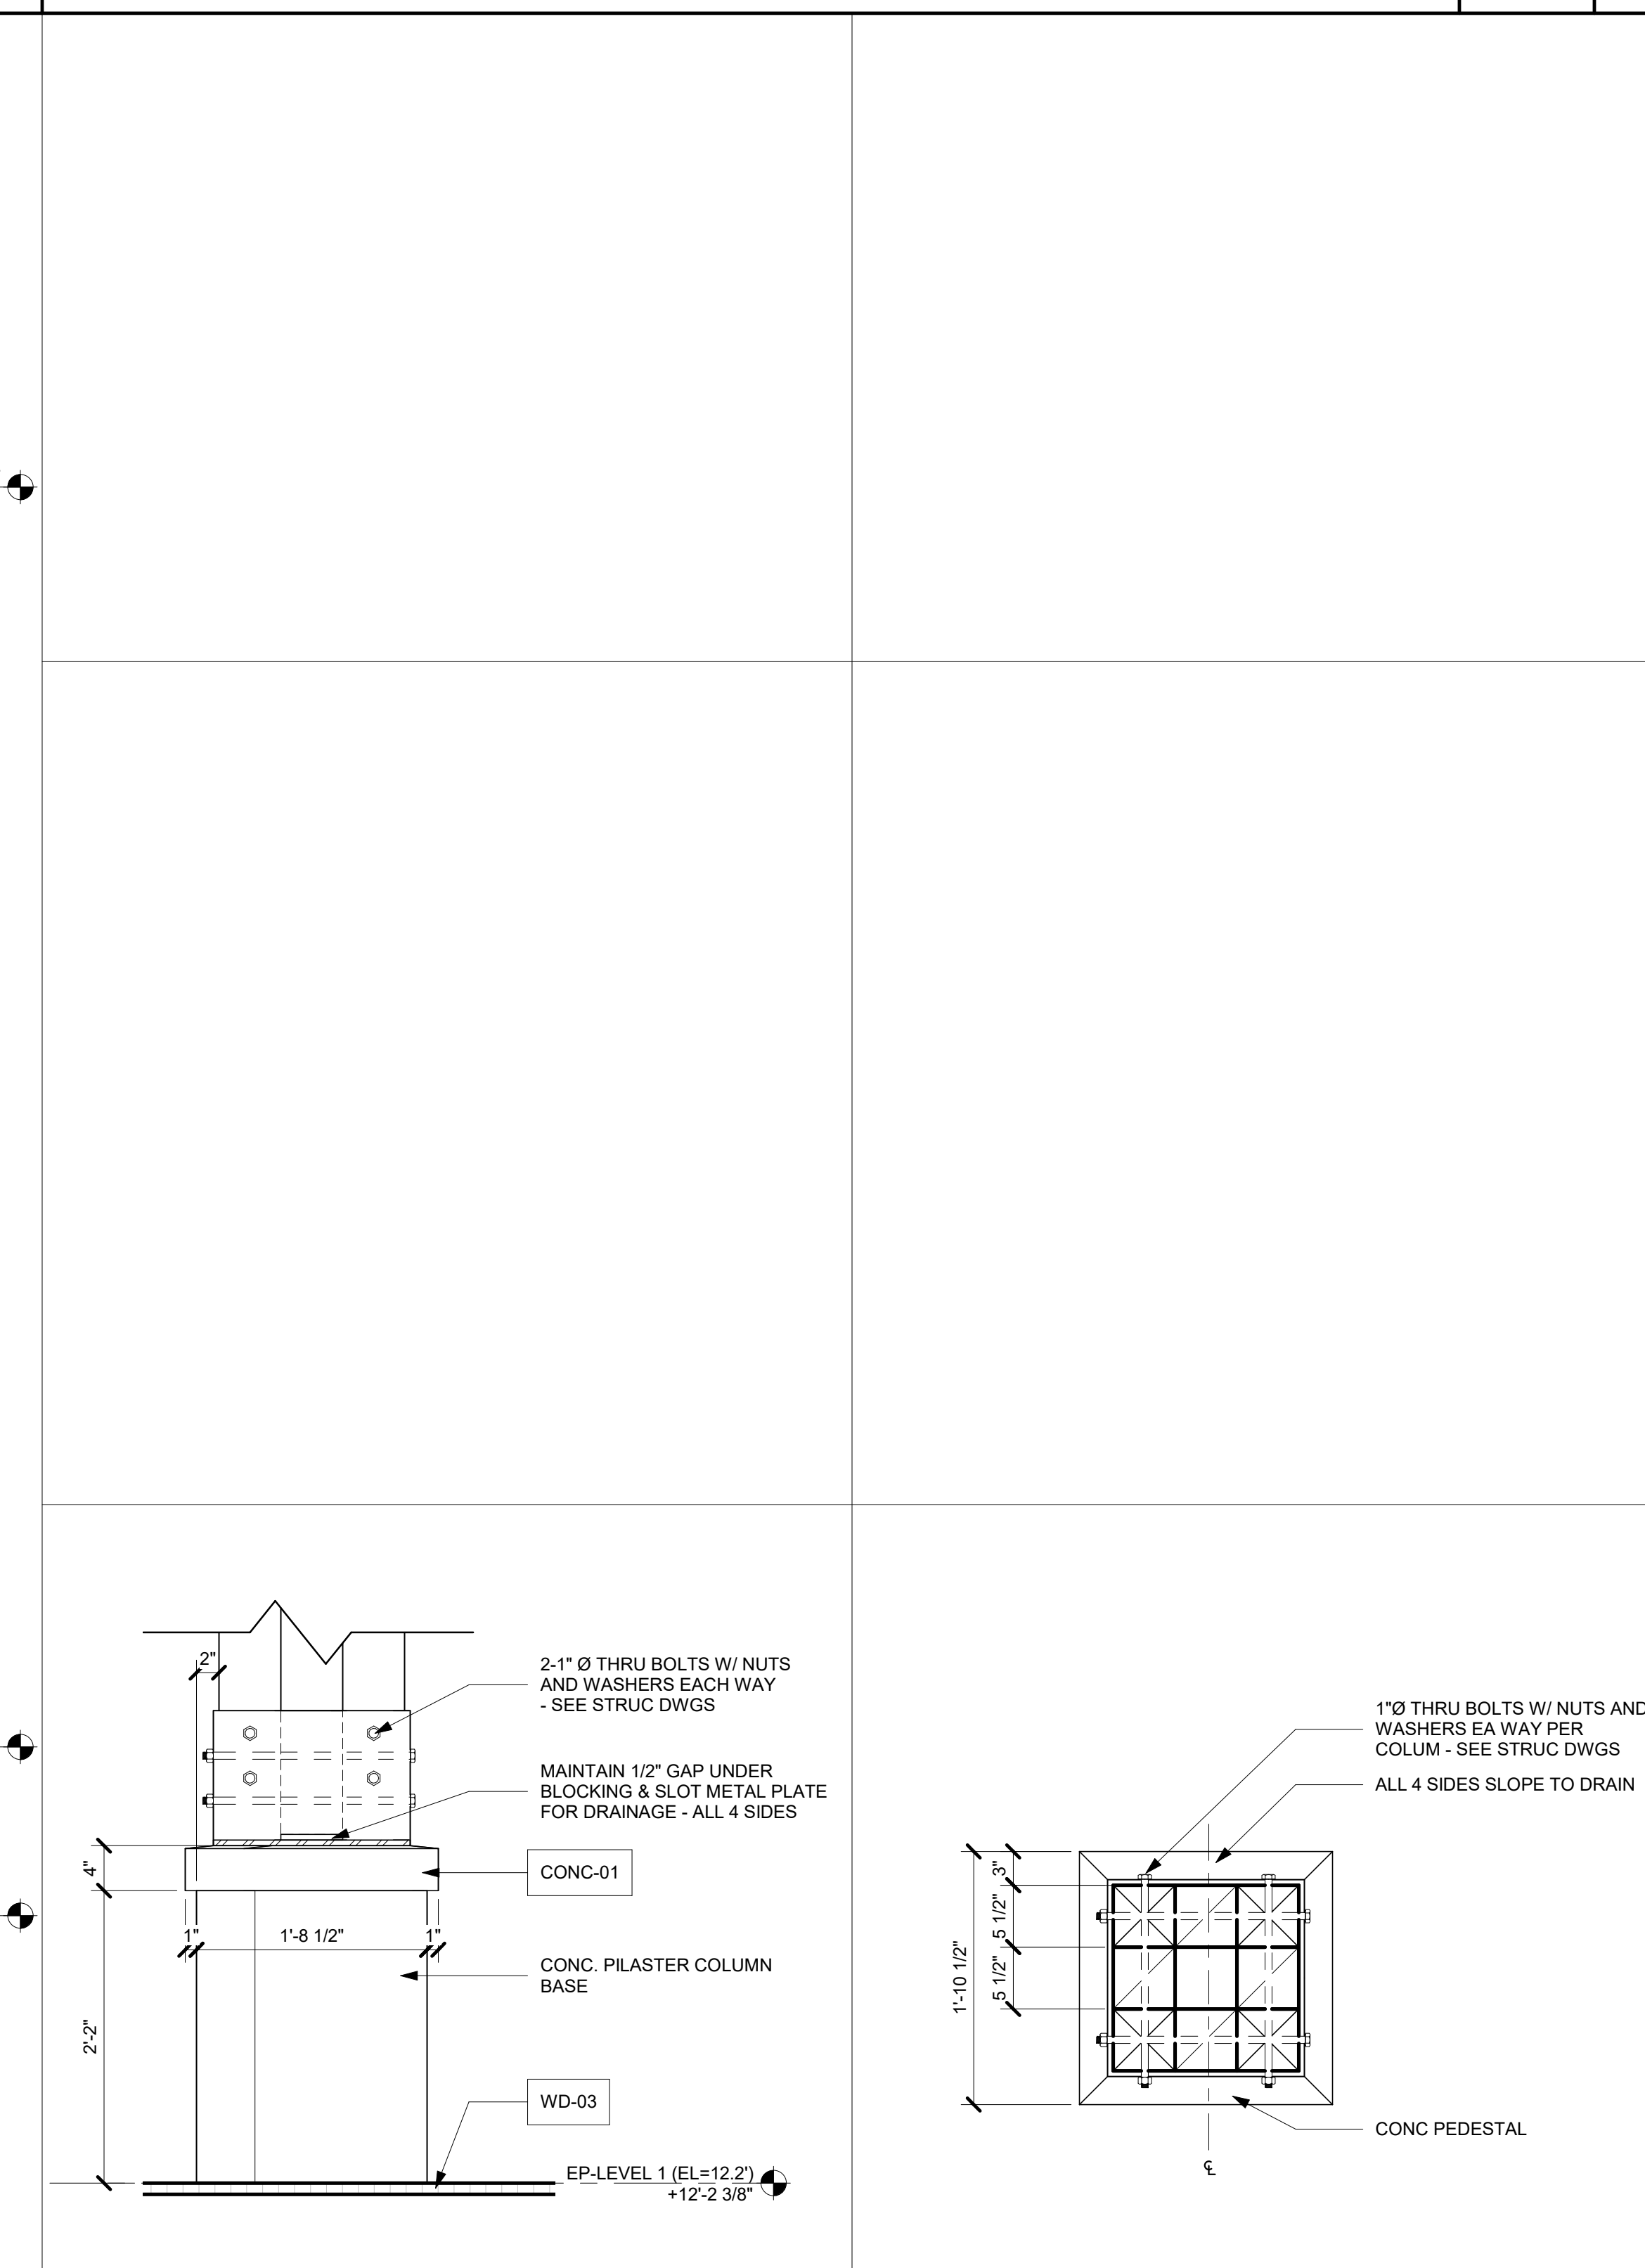 2"
2-1" Ø THRU BOLTS W/ NUTS
AND WASHERS EACH WAY
- SEE STRUC DWGS
MAINTAIN 1/2" GAP UNDER
BLOCKING & SLOT METAL PLATE
FOR DRAINAGE - ALL 4 SIDES
4"
CONC-01
1"
1'-8 1/2"
1"
CONC. PILASTER COLUMN
BASE
2'-2"
WD-03
EP-LEVEL 1 (EL=12.2')
+12'-2 3/8"
1"Ø THRU BOLTS W/ NUTS AND
WASHERS EA WAY PER
COLUM - SEE STRUC DWGS
ALL 4 SIDES SLOPE TO DRAIN
3"
5 1/2"
5 1/2"
1'-10 1/2"
CONC PEDESTAL
℄